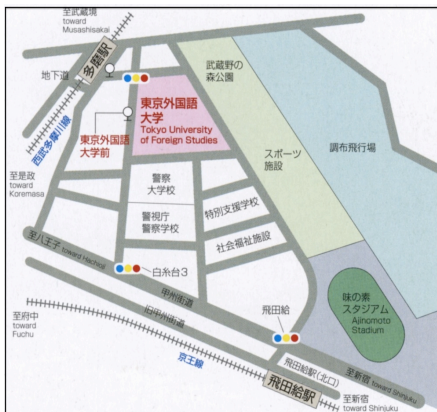 至武蔵境
toward
Musashisakai
多磨駅
地下道
武蔵野の
森公園
東京外国語
大学
Tokyo University
of Foreign Studies
東京外国語
大学前
西武多摩川線
調布飛行場
スポーツ
施設
至是政
toward
Koremasa
警察
大学校
特別支援学校
警視庁
警察学校
社会福祉施設
至八王子 toward Hachioji
白糸台3
甲州街道
味の素
スタジアム
Ajinomoto
Stadium
旧甲州街道
飛田給
至府中
toward
Fuchu
京王線
飛田給駅(北口)
至新宿 toward Shinjuku
飛田給駅
至新宿
toward Shinjuku